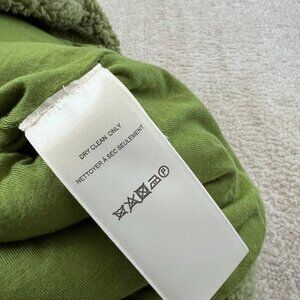 DRY CLEAN ONLY
NETTOYER À SEC SEULEMENT
P